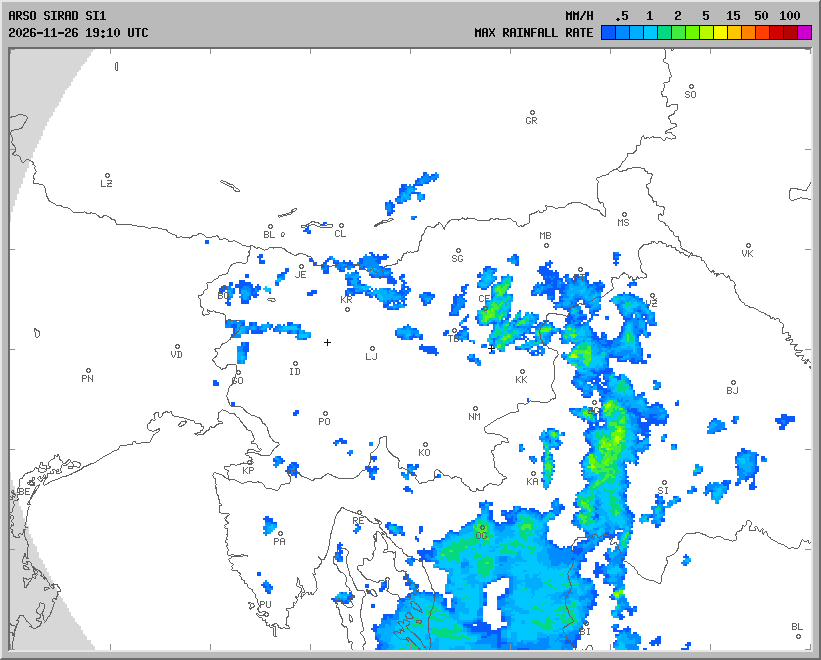 ARSO SIRAD SI1
MM/H .5 1 2 5 15 50 100
2026-11-26 19:10 UTC
MAX RAINFALL RATE
SO
GR
LZ
MS
BL
CL
MB
VK
SG
JE
BO
KR
CE
VZ
TR
VD
LJ
ID
PN
GO
KK
BJ
NM
PO
KO
KP
KA
SI
BE
RE
OG
PA
PU
BI
BL